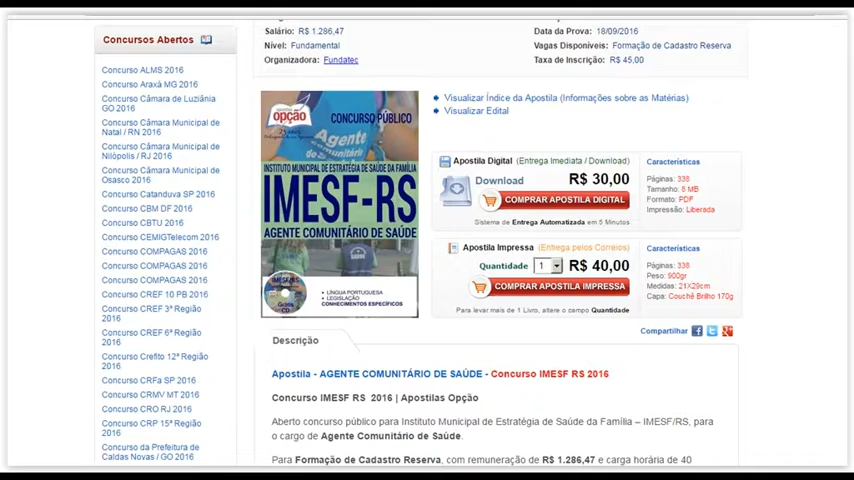 Concursos Abertos
Concurso ALMS 2016
Concurso Araxá MG 2016
Concurso Câmara de Luziânia
GO 2016
Concurso Câmara Municipal de
Natal / RN 2016
Concurso Câmara Municipal de
Nilópolis / RJ 2016
Concurso Câmara Municipal de
Osasco 2016
Concurso Catanduva SP 2016
Concurso CBM DF 2016
Concurso CBTU 2016
Concurso CEMIGTelecom 2016
Concurso COMPAGAS 2016
Concurso COMPAGAS 2016
Concurso COMPAGAS 2016
Concurso CREF 10 PB 2016
Concurso CREF 3ª Região
2016
Concurso CREF 6ª Região
2016
Concurso Crefito 12ª Região
2016
Concurso CRFa SP 2016
Concurso CRMV MT 2016
Concurso CRO RJ 2016
Concurso CRP 15ª Região
2016
Concurso da Prefeitura de
Caldas Novas / GO 2016
Salário: R$ 1.286,47
Nível: Fundamental
Organizadora: Fundatec
Data da Prova: 18/09/2016
Vagas Disponíveis: Formação de Cadastro Reserva
Taxa de Inscrição: R$ 45,00
opção
CONCURSO PÚBLICO
Agente
Comunitário
INSTITUTO MUNICIPAL DE ESTRATÉGIA DE SAÚDE DA FAMÍLIA
IMESF-RS
AGENTE COMUNITÁRIO DE SAÚDE
IMESF/RS
Grátis
CD
• LÍNGUA PORTUGUESA
• LEGISLAÇÃO
CONHECIMENTOS ESPECÍFICOS
Visualizar Índice da Apostila (Informações sobre as Matérias)
Visualizar Edital
Apostila Digital (Entrega Imediata / Download)
Download R$ 30,00
COMPRAR APOSTILA DIGITAL
Sistema de Entrega Automatizada em 5 Minutos
Características
Páginas: 338
Tamanho: 6 MB
Formato: PDF
Impressão: Liberada
Apostila Impressa (Entrega pelos Correios)
Quantidade 1 R$ 40,00
COMPRAR APOSTILA IMPRESSA
Para levar mais de 1 Livro, altere o campo Quantidade
Características
Páginas: 338
Peso: 900gr
Medidas: 21X29cm
Capa: Couchê Brilho 170g
Compartilhar
Descrição
Apostila - AGENTE COMUNITÁRIO DE SAÚDE - Concurso IMESF RS 2016
Concurso IMESF RS 2016 | Apostilas Opção
Aberto concurso público para Instituto Municipal de Estratégia de Saúde da Família – IMESF/RS, para
o cargo de Agente Comunitário de Saúde.
Para Formação de Cadastro Reserva, com remuneração de R$ 1.286,47 e carga horária de 40